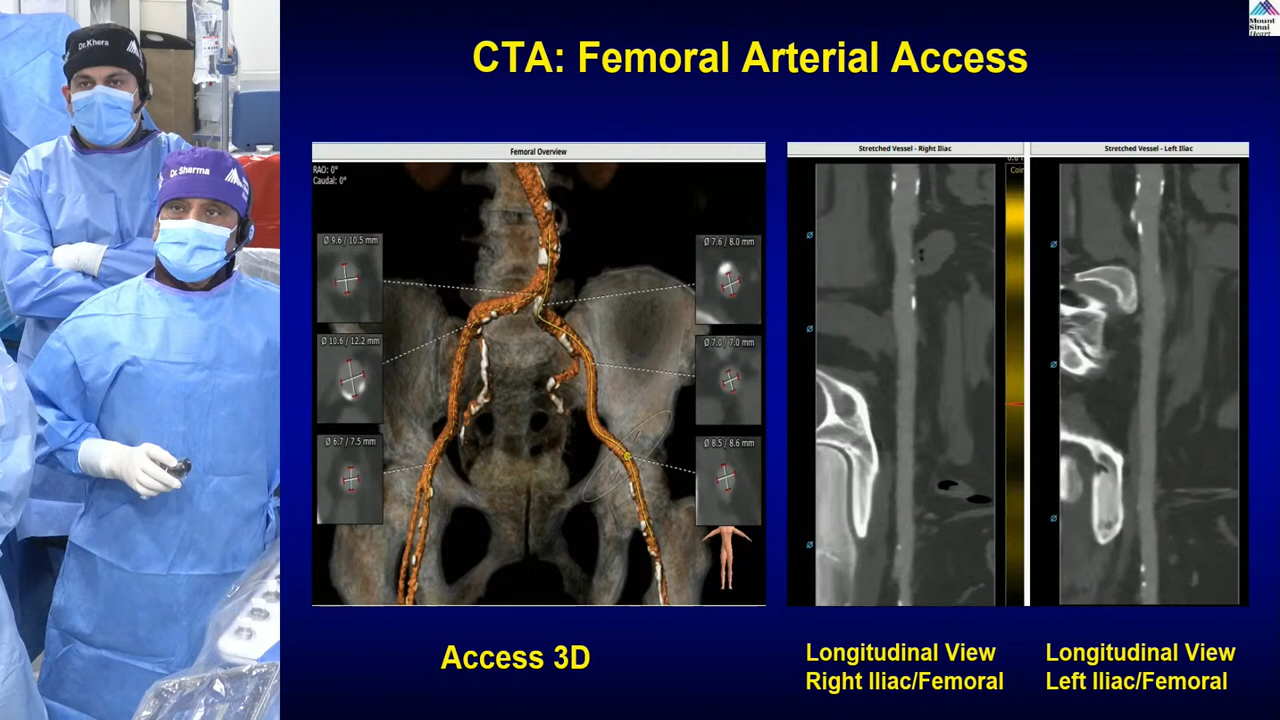 Dr.Khera
Dr.Sharma
Mount
Sinai
Heart
CTA: Femoral Arterial Access
Femoral Overview
RAO: 0°
Caudal: 0°
Ø 9.6 / 10.5 mm
Ø 10.6 / 12.2 mm
Ø 6.7 / 7.5 mm
Ø 7.6 / 8.0 mm
Ø 7.0 / 7.0 mm
Ø 8.5 / 8.6 mm
Stretched Vessel - Right Iliac
Stretched Vessel - Left Iliac
Ø
Ø
Ø
Ø
Ø
Ø
Access 3D
Longitudinal View
Right Iliac/Femoral
Longitudinal View
Left Iliac/Femoral